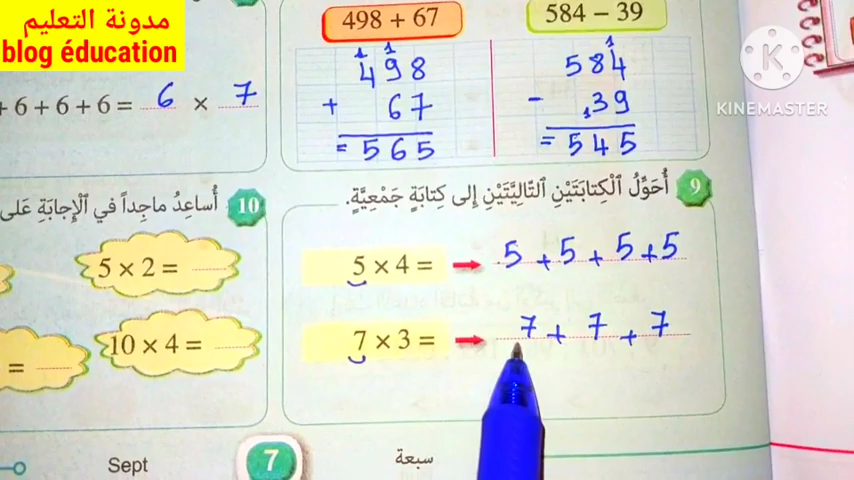 مدونة التعليم
blog éducation
498 + 67
584 − 39
498
+ 67
= 565
584
− 39
= 545
+ 6 + 6 + 6 = 6 × 7
KINEMASTER
9 أُحَوِّلُ ٱلْكِتابَتَيْنِ ٱلتّالِيَتَيْنِ إِلى كِتابَةٍ جَمْعِيَّةٍ.
5 × 4 = 5 + 5 + 5 + 5
7 × 3 = 7 + 7 + 7
10 أُساعِدُ ماجِداً في ٱلْإِجابَةِ عَلى
5 × 2 =
10 × 4 =
=
Sept
7
سبعة